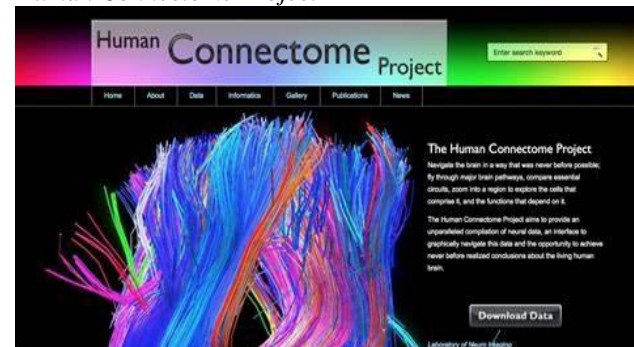 Human Connectome Project
Enter search keyword
Home About Data Informatics Gallery Publications News
The Human Connectome Project
Navigate the brain in a way that was never before possible;
fly through major brain pathways, compare essential
circuits, zoom into a region to explore the cells that
comprise it, and the functions that depend on it.
The Human Connectome Project aims to provide an
unparalleled compilation of neural data, an interface to
graphically navigate this data and the opportunity to achieve
never before realized conclusions about the living human
brain.
Download Data
Laboratory of Neuro Imaging